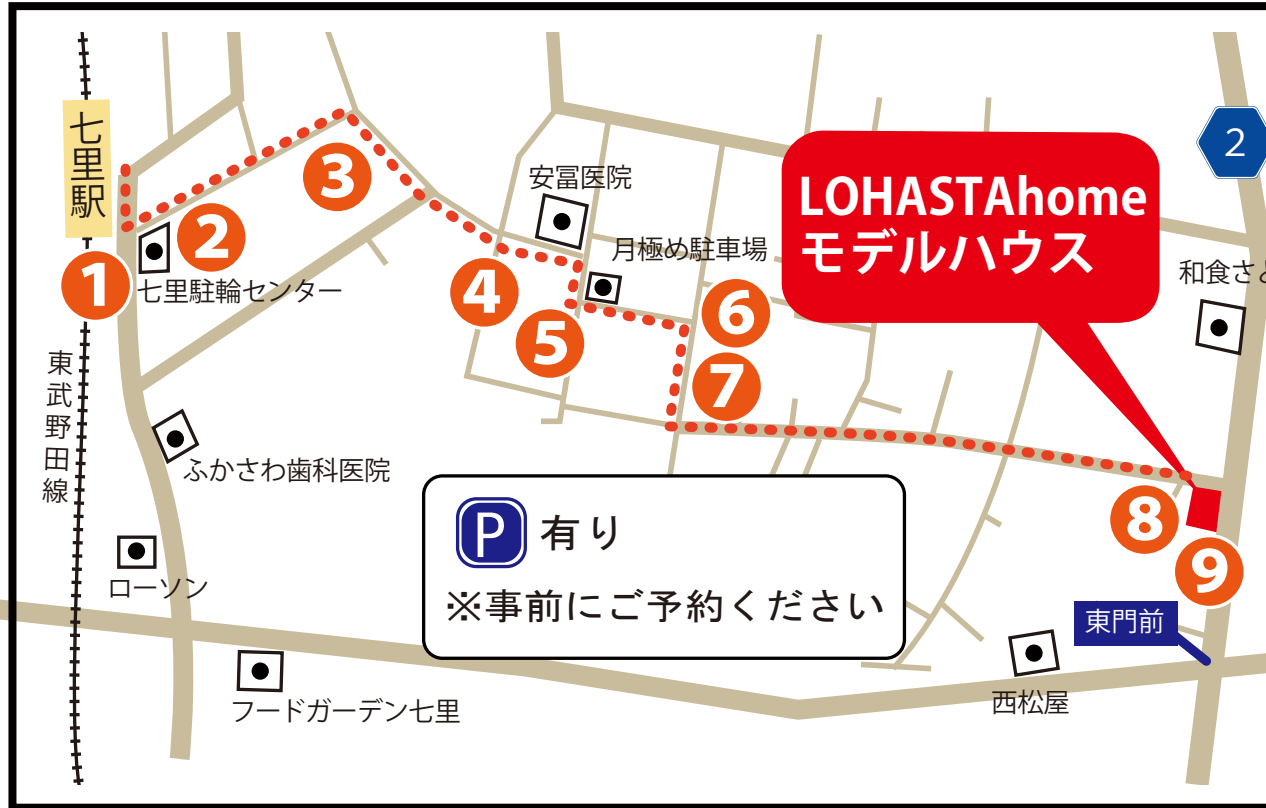 七里駅
1
2
七里駐輪センター
3
安冨医院
4
月極め駐車場
5
6
7
LOHASTAhome
モデルハウス
2
和食さと
東武野田線
ふかさわ歯科医院
ローソン
P 有り
※事前にご予約ください
8
9
東門前
西松屋
フードガーデン七里